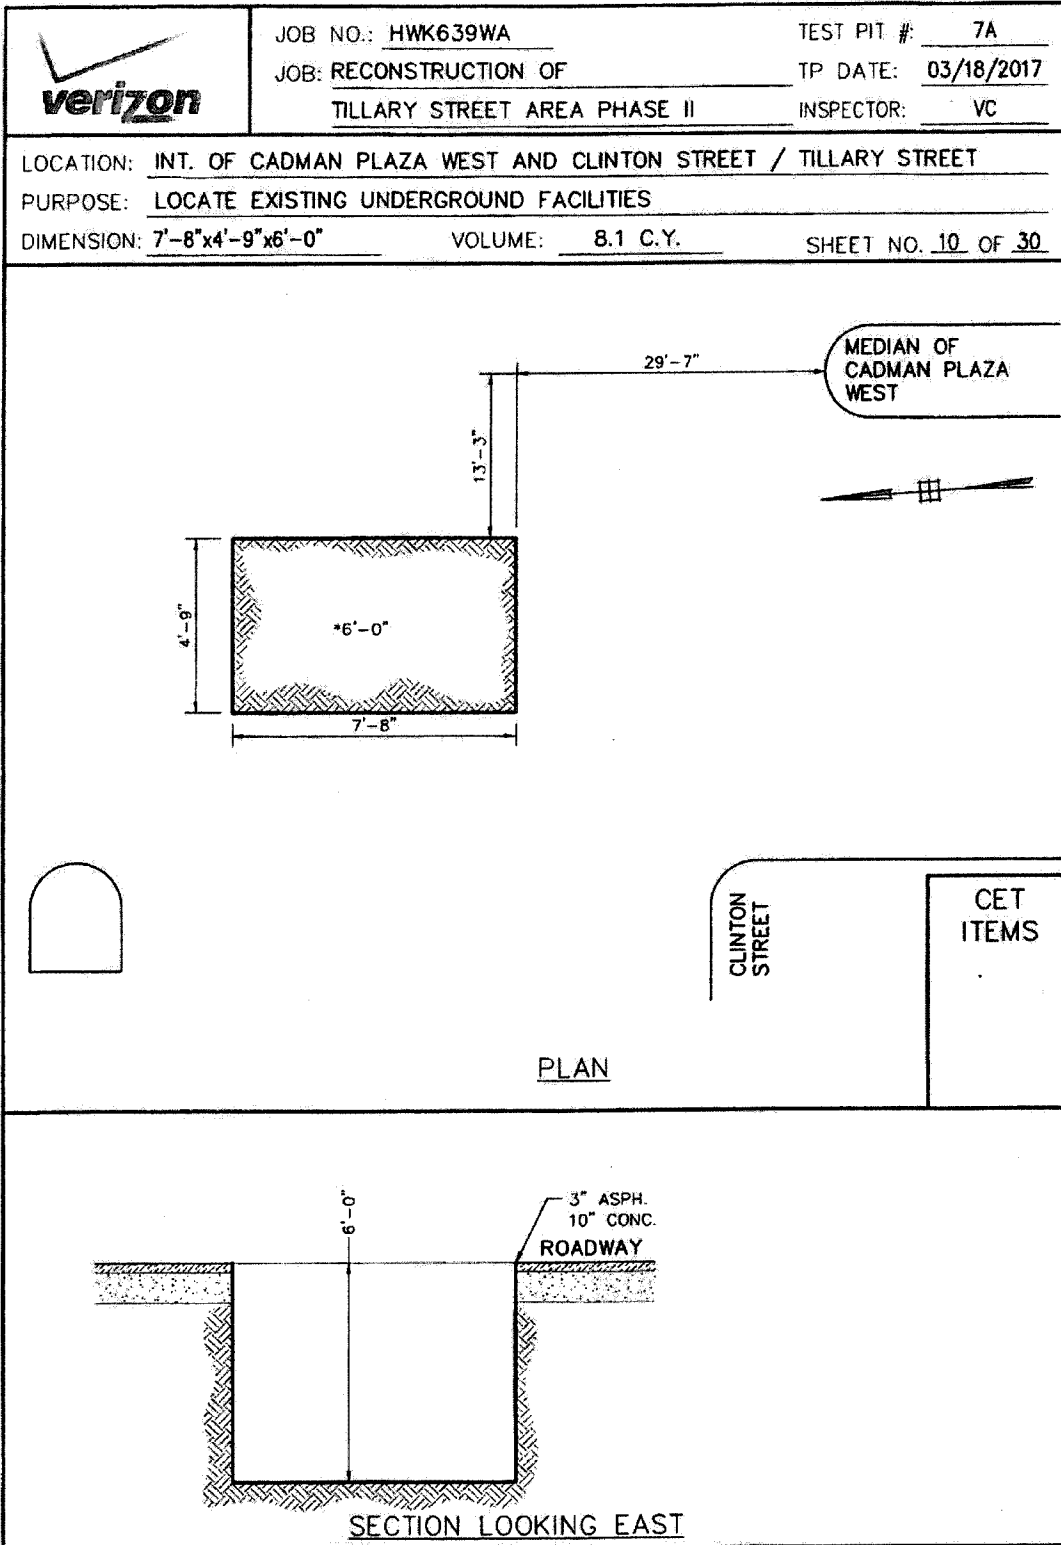 verizon
JOB NO.: HWK639WA
TEST PIT #: 7A
JOB: RECONSTRUCTION OF
TP DATE: 03/18/2017
TILLARY STREET AREA PHASE II
INSPECTOR: VC
LOCATION: INT. OF CADMAN PLAZA WEST AND CLINTON STREET / TILLARY STREET
PURPOSE: LOCATE EXISTING UNDERGROUND FACILITIES
DIMENSION: 7'-8"x4'-9"x6'-0"
VOLUME: 8.1 C.Y.
SHEET NO. 10 OF 30
29'-7"
MEDIAN OF
CADMAN PLAZA
WEST
13'-3"
4'-9"
*6'-0"
7'-8"
CLINTON
STREET
CET
ITEMS
PLAN
6'-0"
3" ASPH.
10" CONC.
ROADWAY
SECTION LOOKING EAST